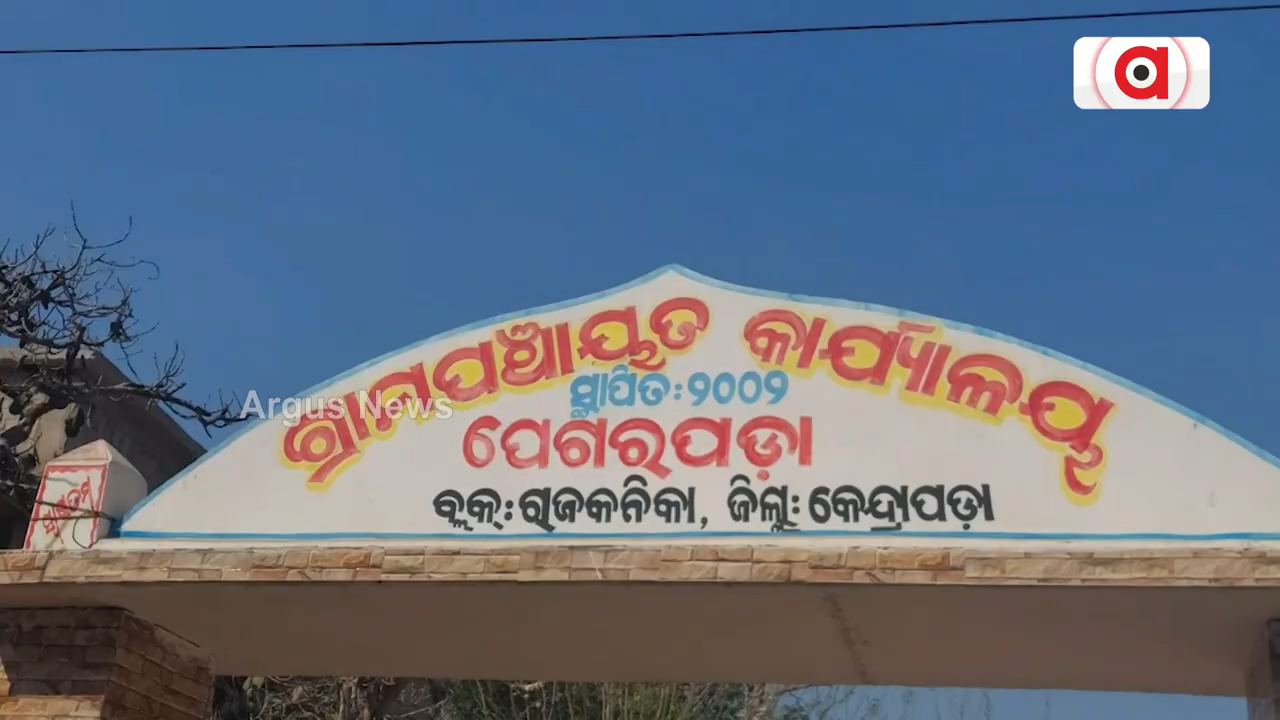 ଗ୍ରାମପଞ୍ଚାୟତ କାର୍ଯ୍ୟାଳୟ
ସ୍ଥାପିତ:୨୦୦୨
ପେଗରପଡ଼ା
ବ୍ଲକ୍:ରାଜକନିକା, ଜିଲ୍ଲା:କେନ୍ଦ୍ରାପଡ଼ା
Argus News